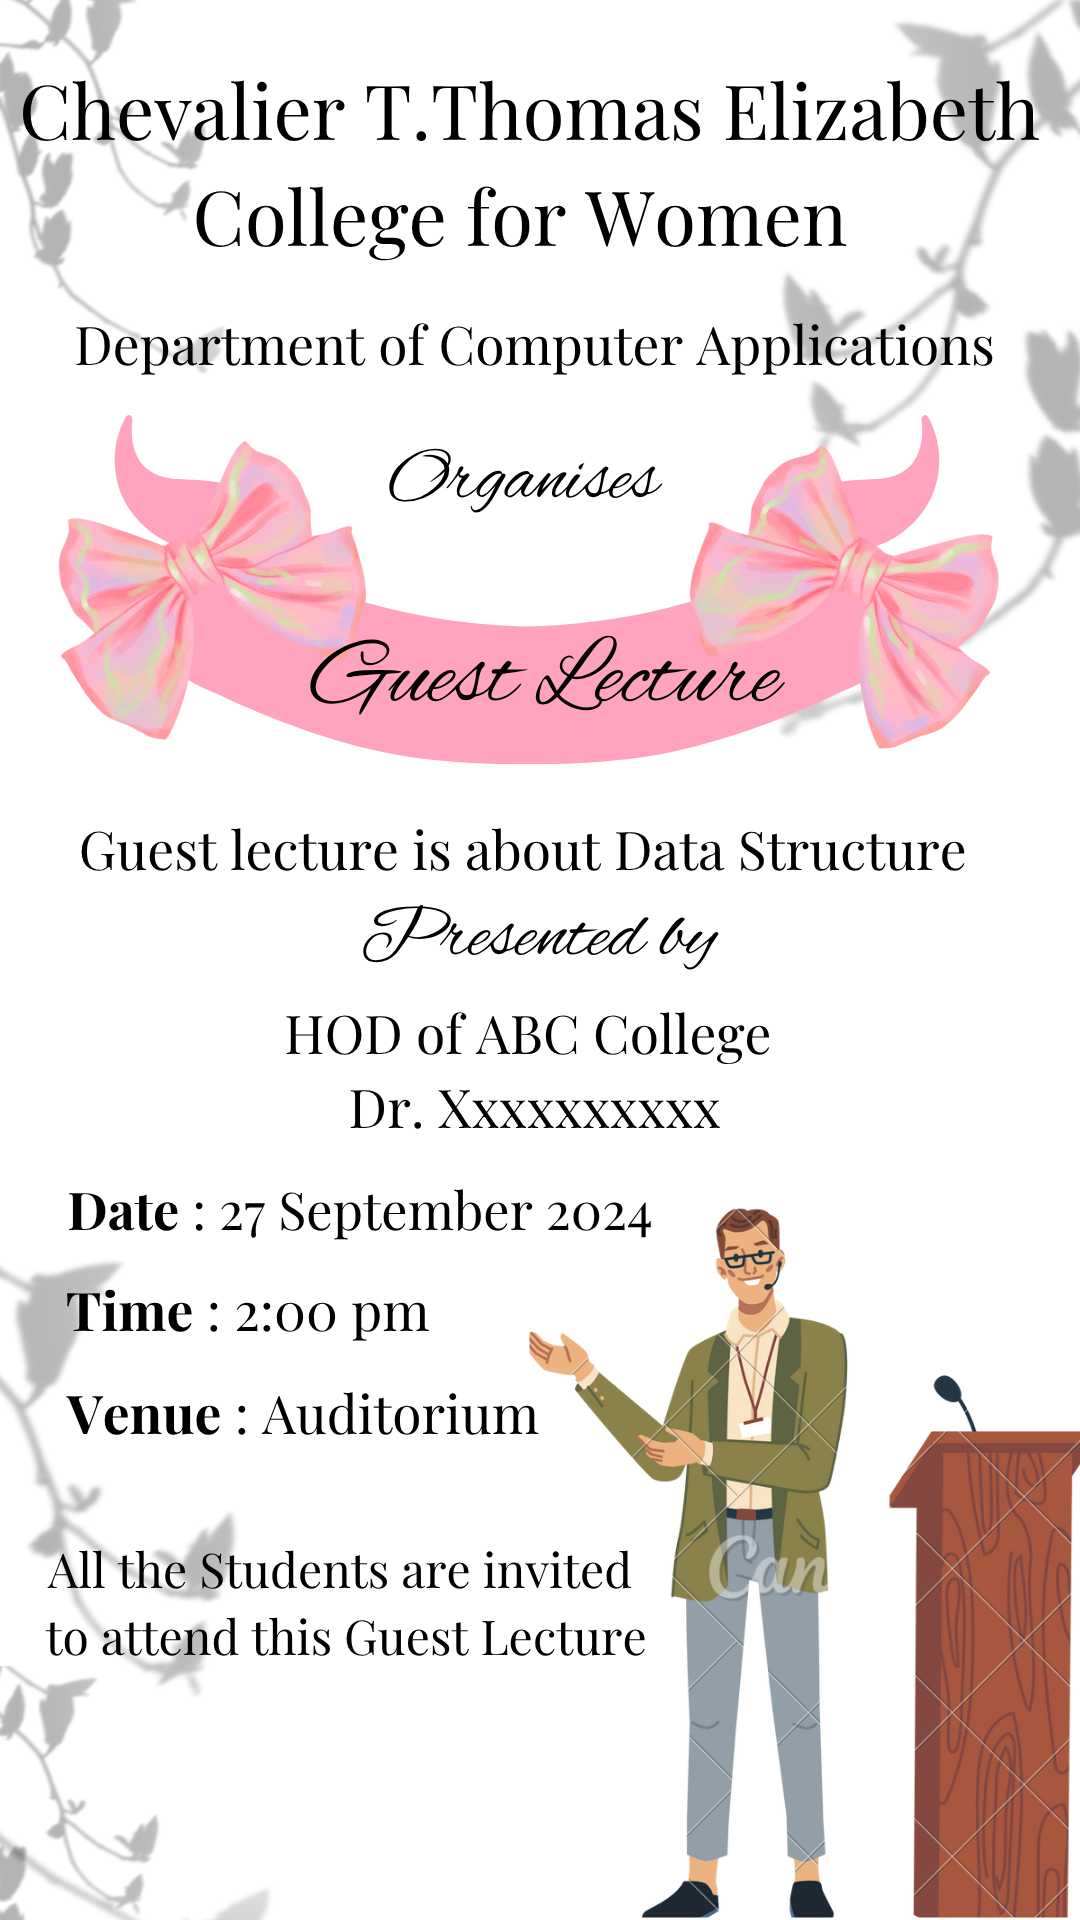 Chevalier T.Thomas Elizabeth
College for Women
Department of Computer Applications
Organises
Guest Lecture
Guest lecture is about Data Structure
Presented by
HOD of ABC College
Dr. Xxxxxxxxxx
Date : 27 September 2024
Time : 2:00 pm
Venue : Auditorium
All the Students are invited
to attend this Guest Lecture
Can